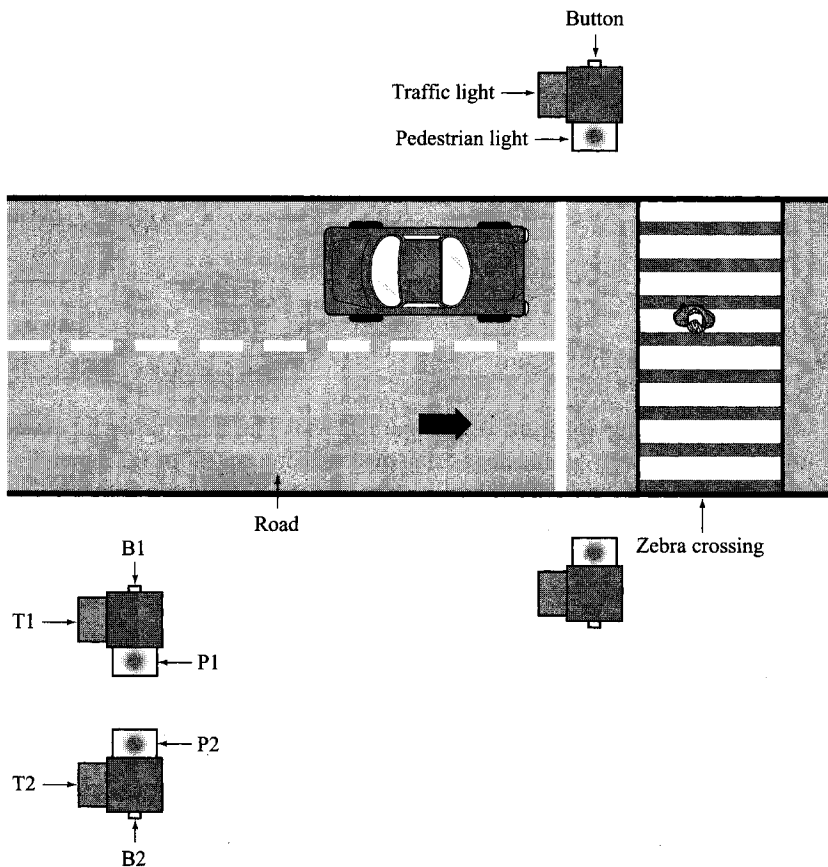 Button
Traffic light
Pedestrian light
Road
Zebra crossing
B1
T1
P1
P2
T2
B2